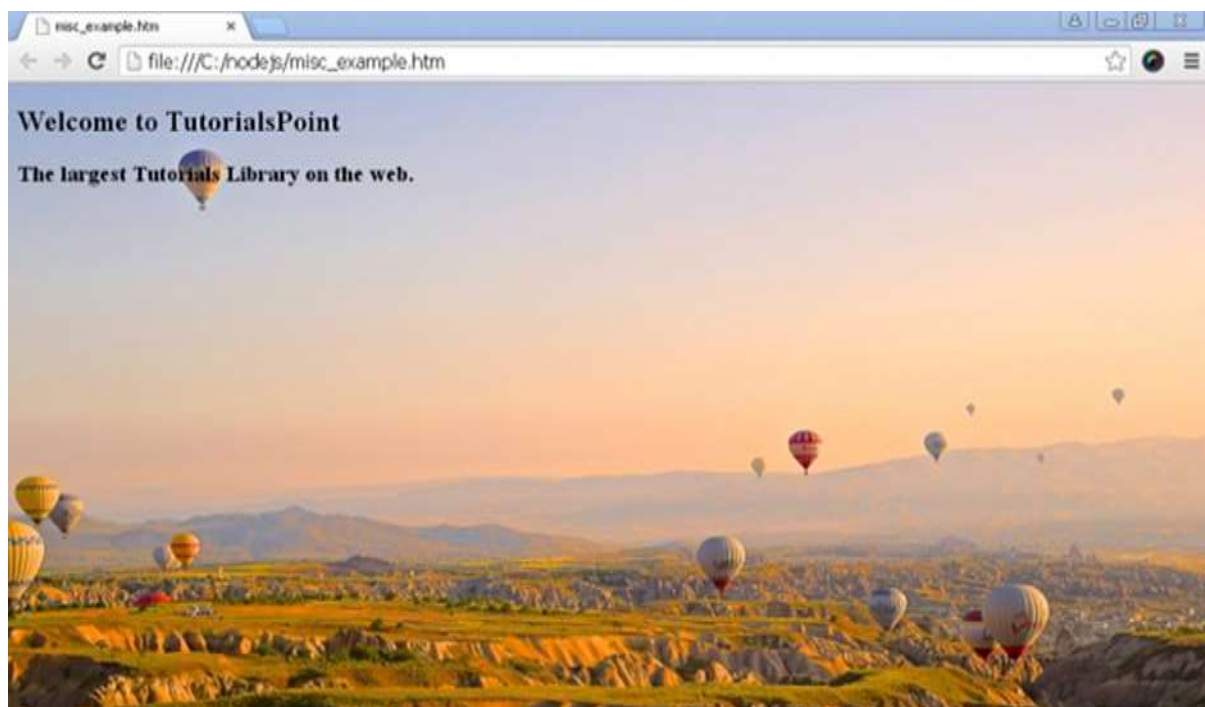 misc_example.htm
file:///C:/nodejs/misc_example.htm
Welcome to TutorialsPoint
The largest Tutorials Library on the web.